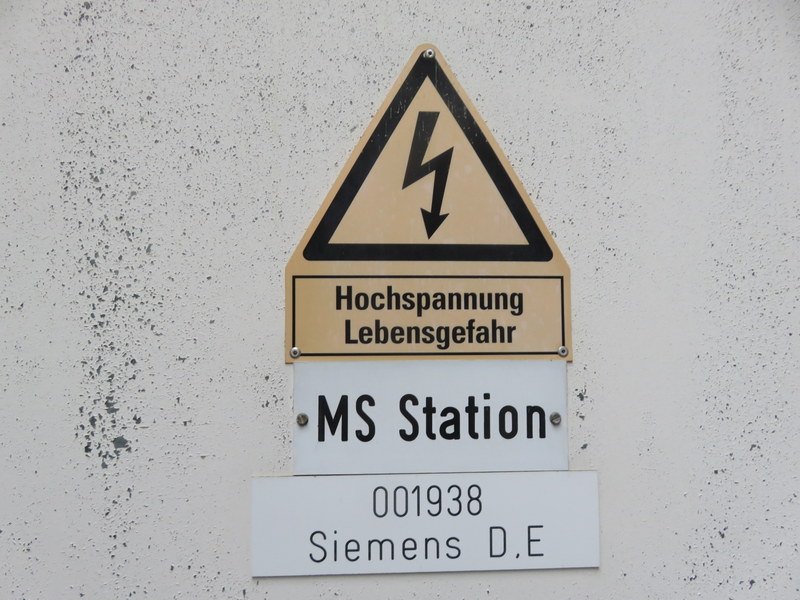 Hochspannung
Lebensgefahr
MS Station
001938
Siemens D.E